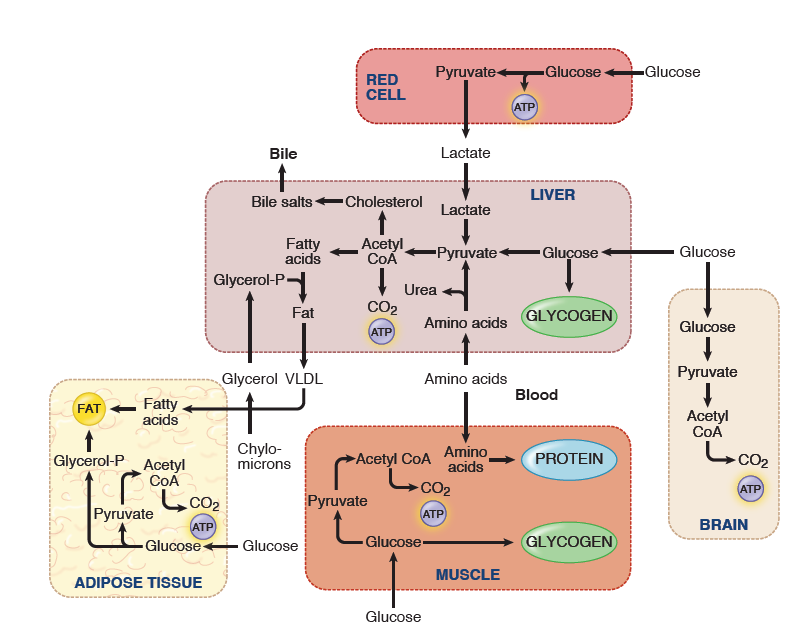 RED
CELL
Pyruvate
Glucose
Glucose
ATP
Lactate
Bile
LIVER
Bile salts
Cholesterol
Lactate
Fatty
acids
Acetyl
CoA
Pyruvate
Glucose
Glucose
Glycerol-P
Urea
Fat
CO2
ATP
Amino acids
GLYCOGEN
Glucose
Pyruvate
Acetyl
CoA
CO2
ATP
BRAIN
Glycerol
VLDL
Amino acids
Blood
FAT
Fatty
acids
Chylo-
microns
Glycerol-P
Acetyl
CoA
CO2
ATP
Pyruvate
Glucose
Glucose
ADIPOSE TISSUE
Acetyl CoA
Amino
acids
PROTEIN
CO2
Pyruvate
ATP
Glucose
GLYCOGEN
MUSCLE
Glucose